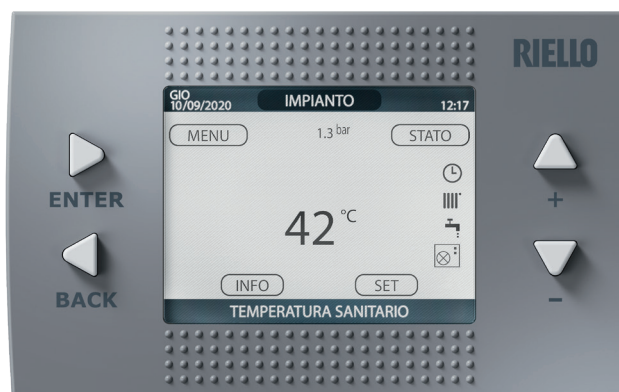 RIELLO
GIO
10/09/2020 IMPIANTO 12:17
MENU 1.3 bar STATO
ENTER
42 °C
+
INFO SET
BACK
-
TEMPERATURA SANITARIO